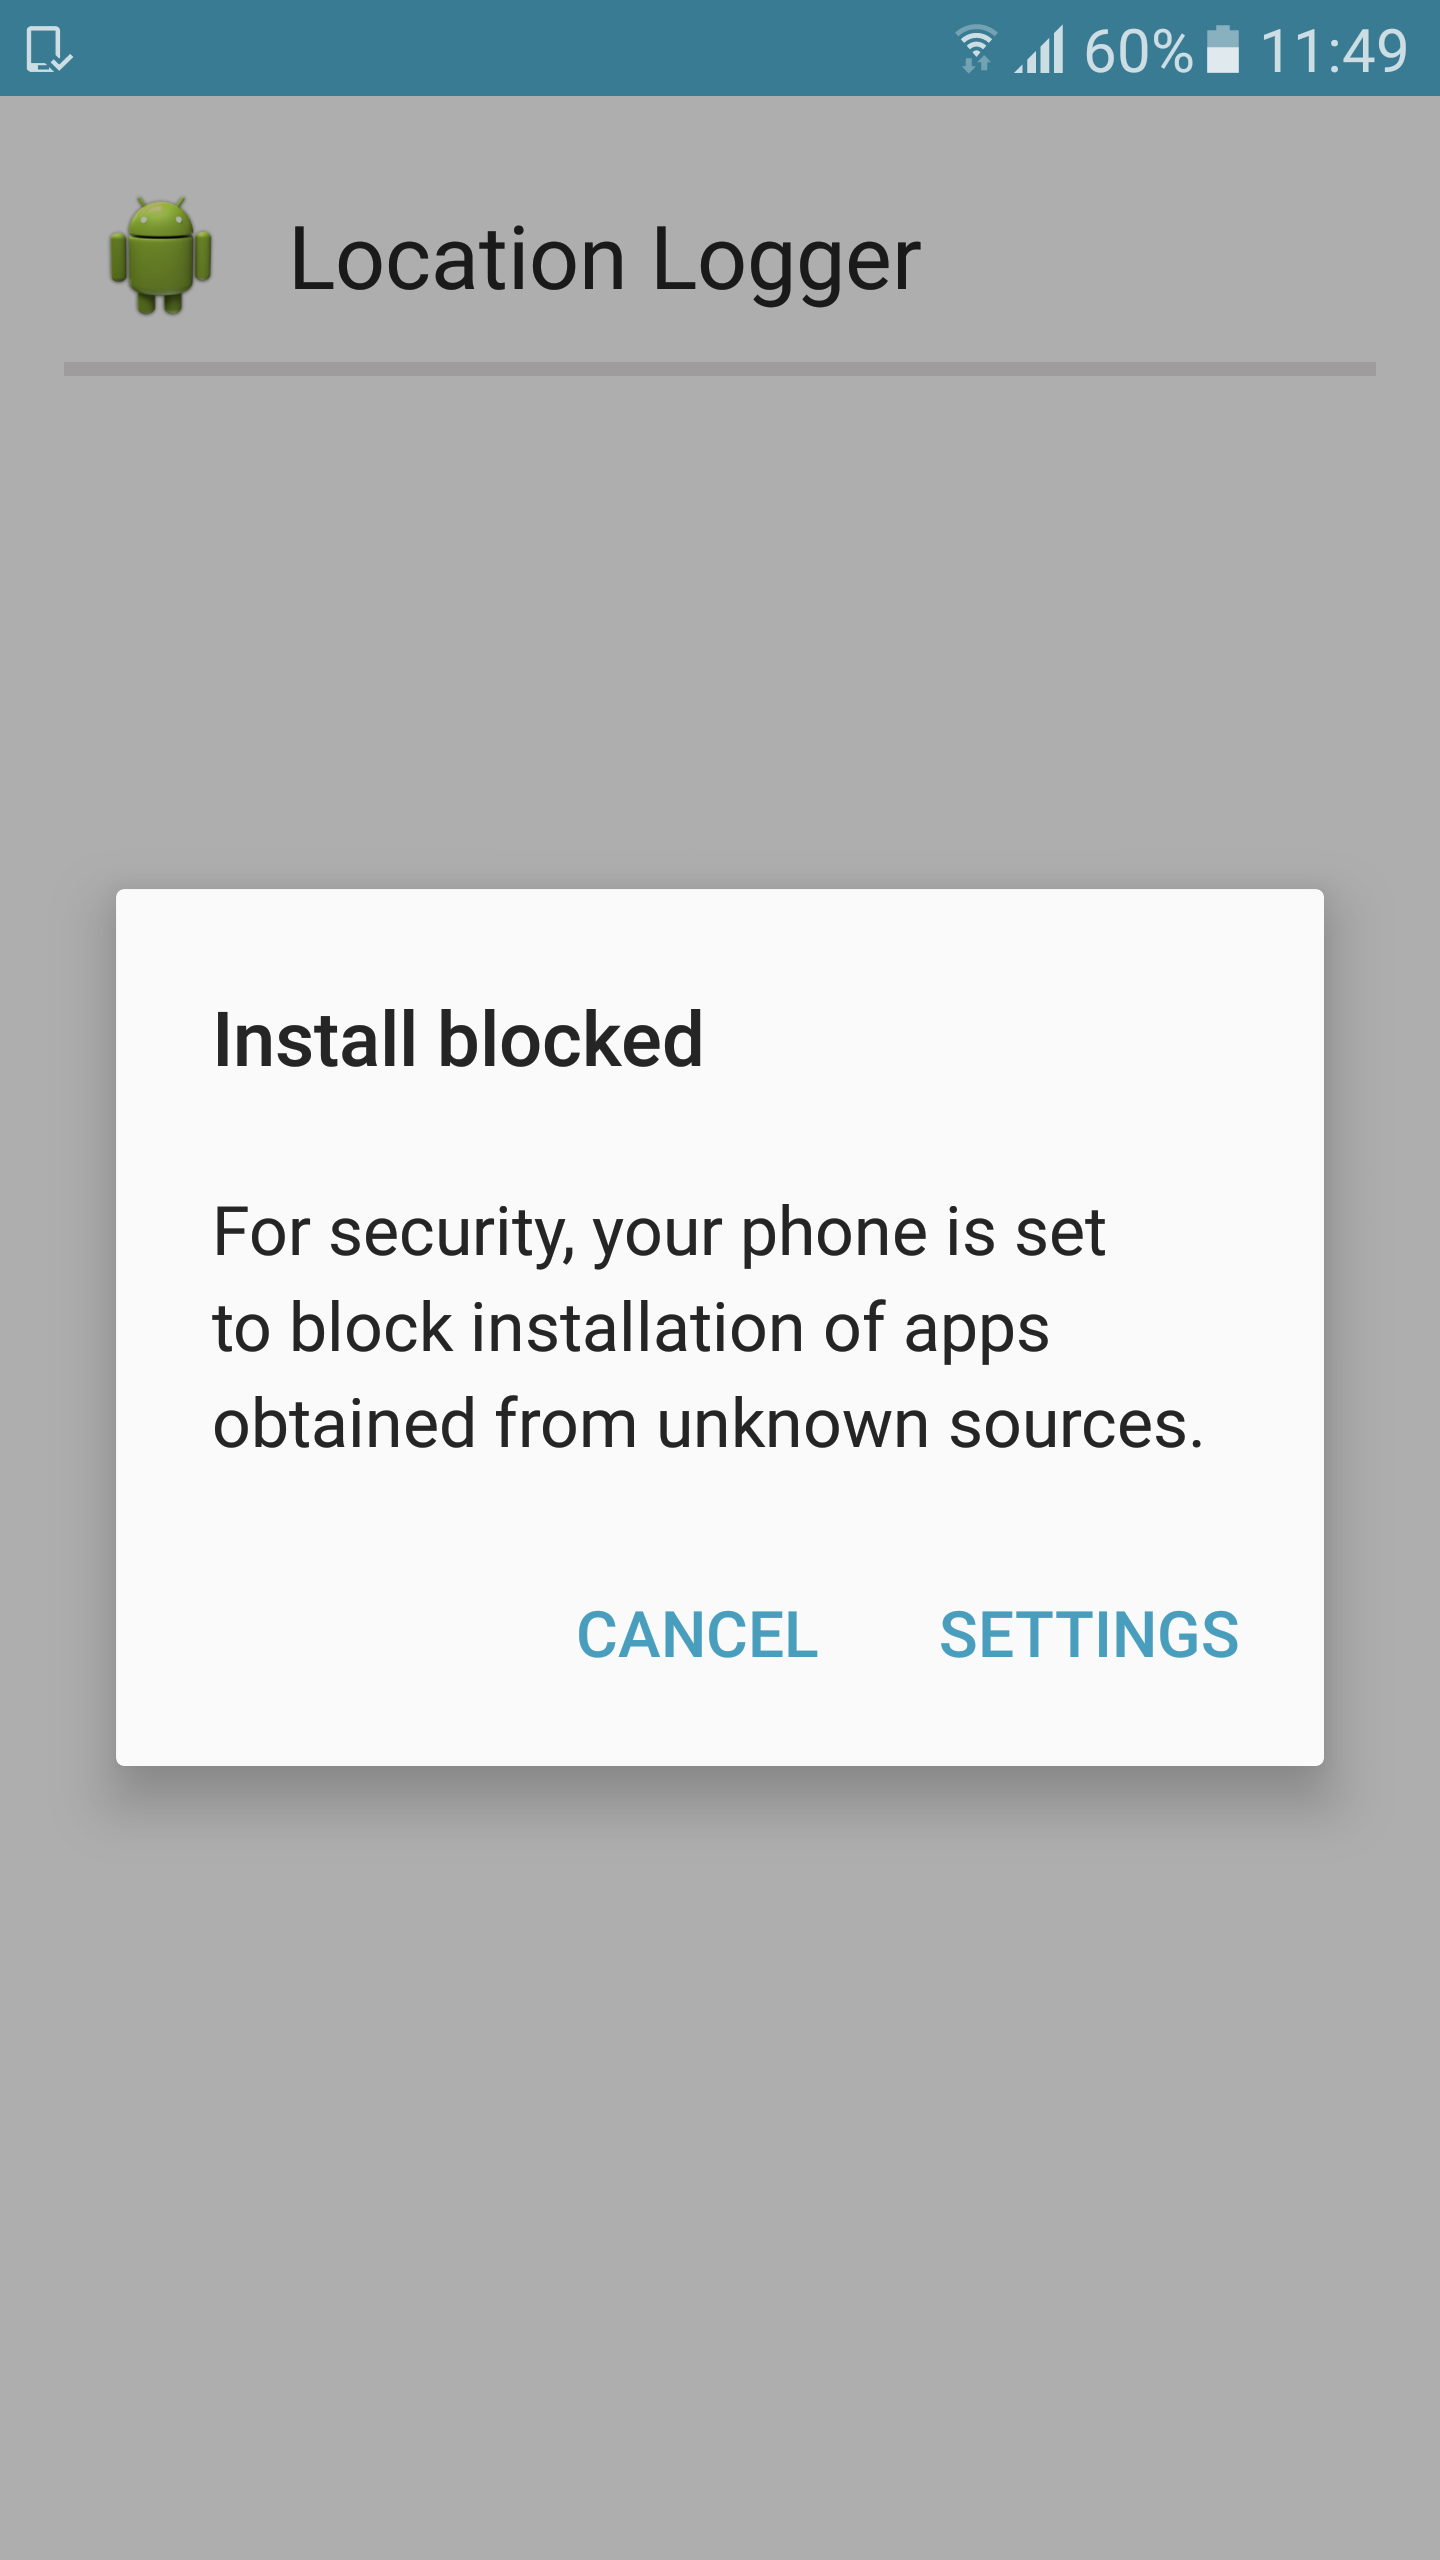 60% 11:49
Location Logger
Install blocked
For security, your phone is set
to block installation of apps
obtained from unknown sources.
CANCEL SETTINGS